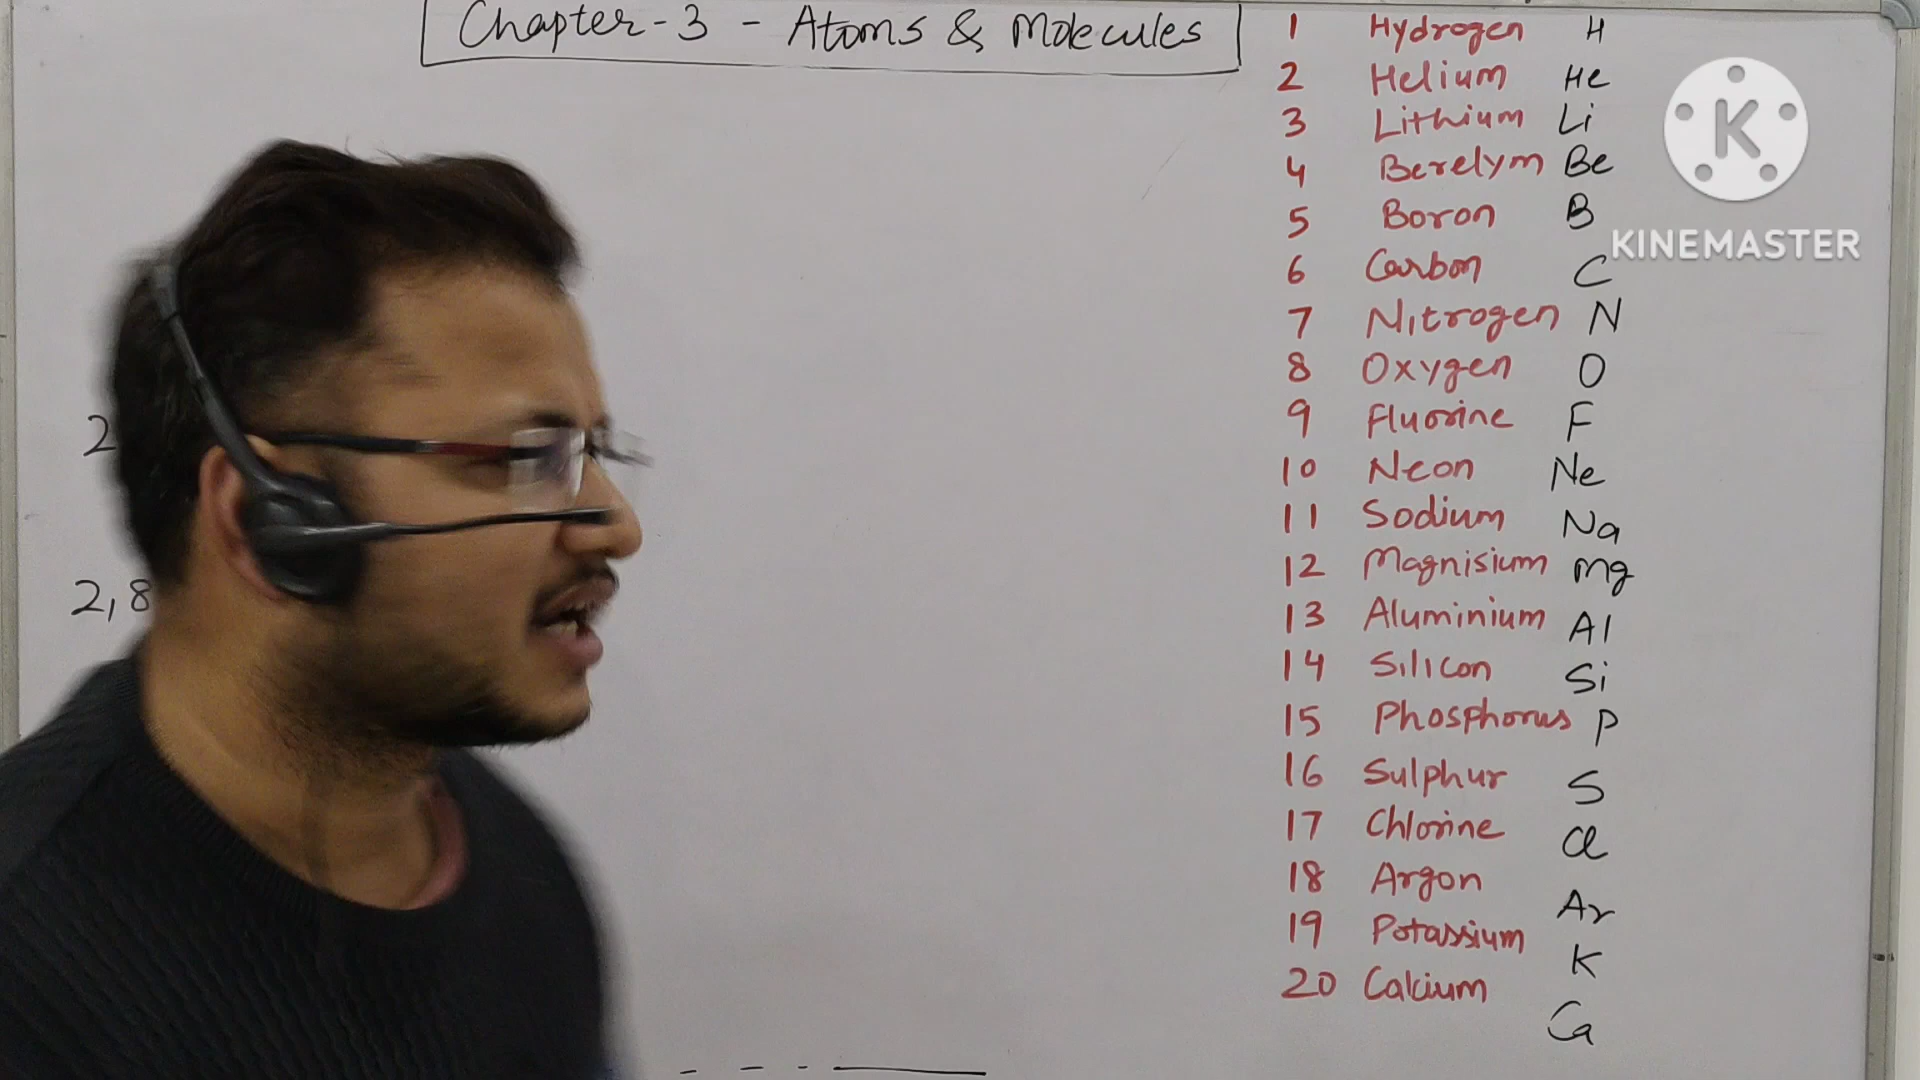 Chapter-3 - Atoms & Molecules
1 Hydrogen H
2 Helium He
3 Lithium Li
4 Berelym Be
5 Boron B
6 Carbon C
7 Nitrogen N
8 Oxygen O
9 Fluorine F
10 Neon Ne
11 Sodium Na
12 Magnisium Mg
13 Aluminium Al
14 Silicon Si
15 Phosphorus P
16 Sulphur S
17 Chlorine Cl
18 Argon Ar
19 Potassium K
20 Calcium Ca
K
KINEMASTER
2
2,8